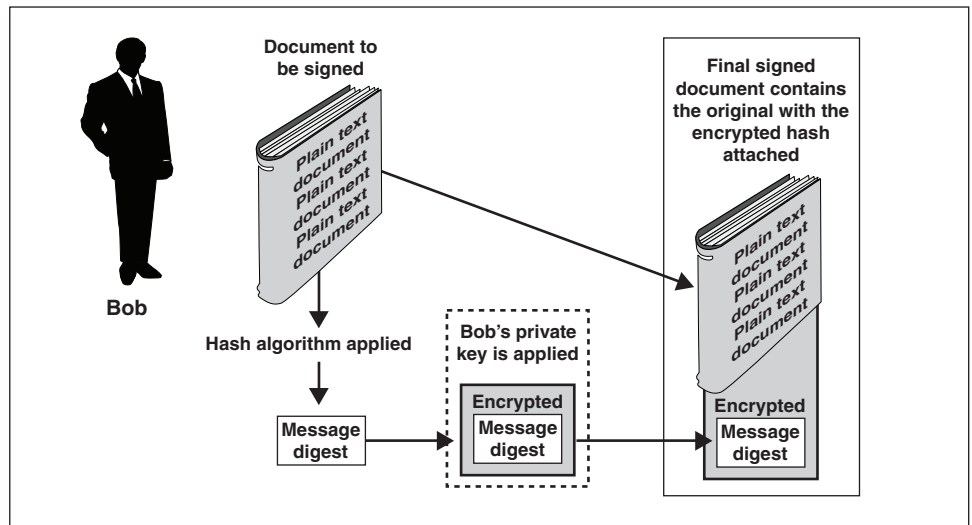 Document to
be signed
Plain text
document
Plain text
document
Plain text
document
Bob
Hash algorithm applied
Message
digest
Bob’s private
key is applied
Encrypted
Message
digest
Final signed
document contains
the original with the
encrypted hash
attached
Plain text
document
Plain text
document
Plain text
document
Encrypted
Message
digest